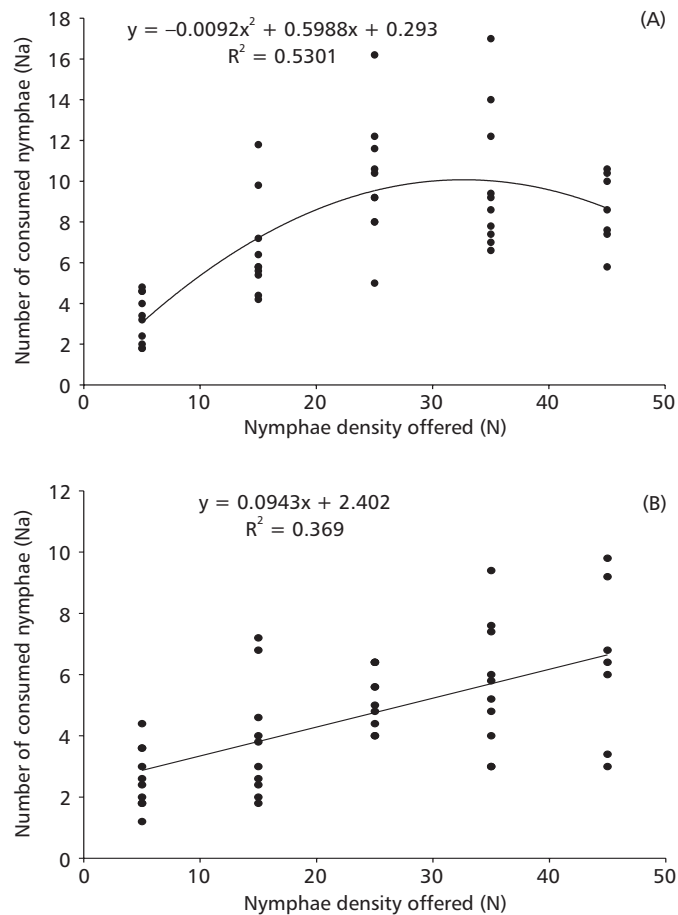 (A)
y = –0.0092x² + 0.5988x + 0.293
R² = 0.5301
Number of consumed nymphae (Na)
18
16
14
12
10
8
6
4
2
0
0 10 20 30 40 50
Nymphae density offered (N)
(B)
y = 0.0943x + 2.402
R² = 0.369
Number of consumed nymphae (Na)
12
10
8
6
4
2
0
0 10 20 30 40 50
Nymphae density offered (N)